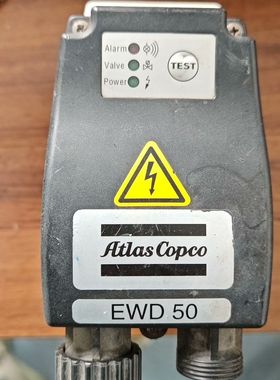 Alarm
Valve
Power
TEST
Atlas Copco
EWD 50